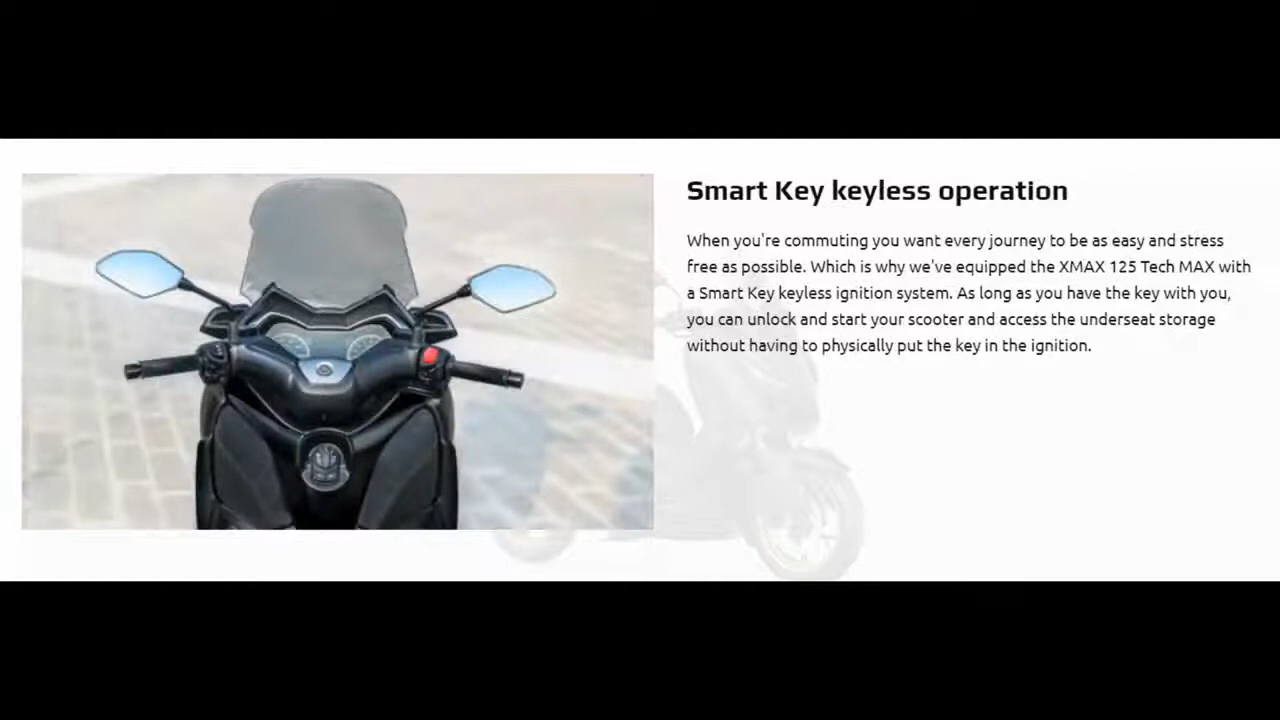 Smart Key keyless operation
When you're commuting you want every journey to be as easy and stress
free as possible. Which is why we've equipped the XMAX 125 Tech MAX with
a Smart Key keyless ignition system. As long as you have the key with you,
you can unlock and start your scooter and access the underseat storage
without having to physically put the key in the ignition.